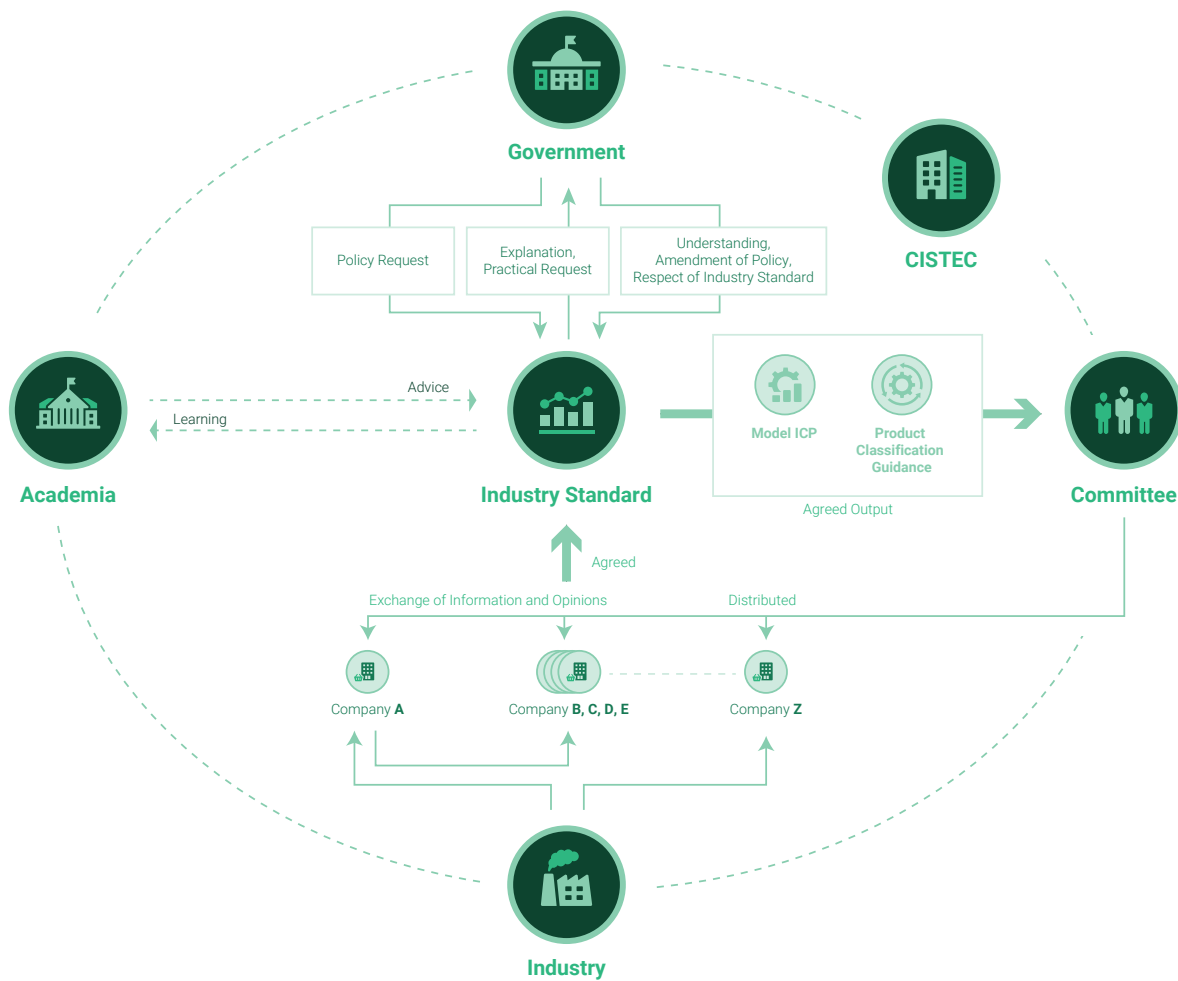 Government
CISTEC
Policy Request
Explanation,
Practical Request
Understanding,
Amendment of Policy,
Respect of Industry Standard
Advice
Learning
Academia
Industry Standard
Model ICP
Product
Classification
Guidance
Agreed Output
Committee
Agreed
Exchange of Information and Opinions
Distributed
Company A
Company B, C, D, E
Company Z
Industry